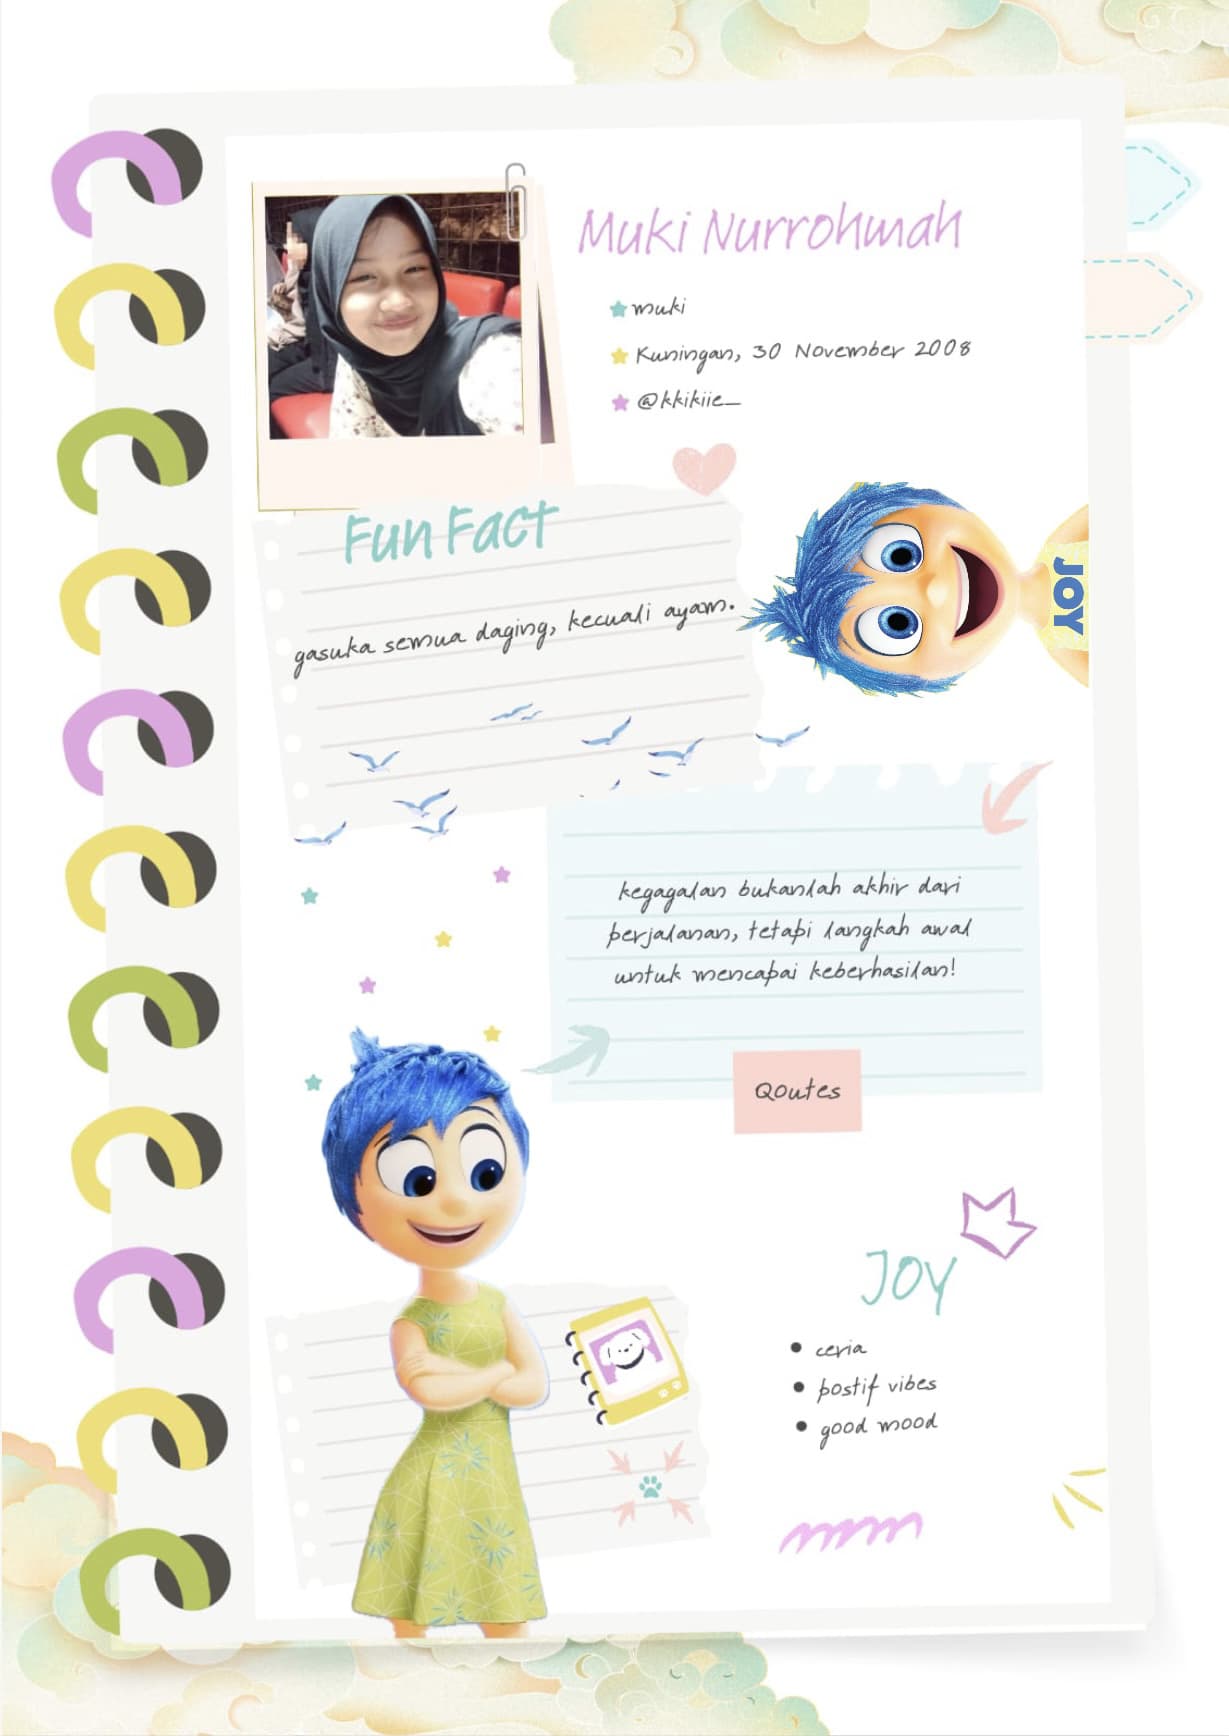 Muki Nurrohmah
muki
Kuningan, 30 November 2008
@kkikiie_
Fun Fact
gasuka semua daging, kecuali ayam.
JOY
kegagalan bukanlah akhir dari
perjalanan, tetapi langkah awal
untuk mencapai keberhasilan!
Qoutes
JOY
ceria
postif vibes
good mood